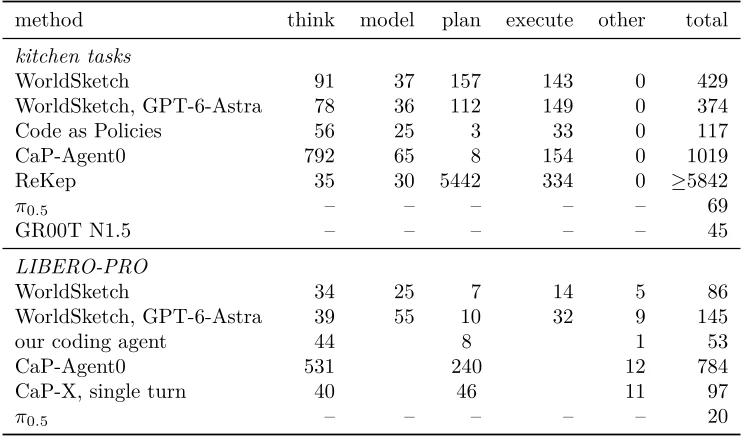 method think model plan execute other total
kitchen tasks
WorldSketch 91 37 157 143 0 429
WorldSketch, GPT-6-Astra 78 36 112 149 0 374
Code as Policies 56 25 3 33 0 117
CaP-Agent0 792 65 8 154 0 1019
ReKep 35 30 5442 334 0 ≥5842
π0.5 – – – – – 69
GR00T N1.5 – – – – – 45
LIBERO-PRO
WorldSketch 34 25 7 14 5 86
WorldSketch, GPT-6-Astra 39 55 10 32 9 145
our coding agent 44 8 1 53
CaP-Agent0 531 240 12 784
CaP-X, single turn 40 46 11 97
π0.5 – – – – – 20